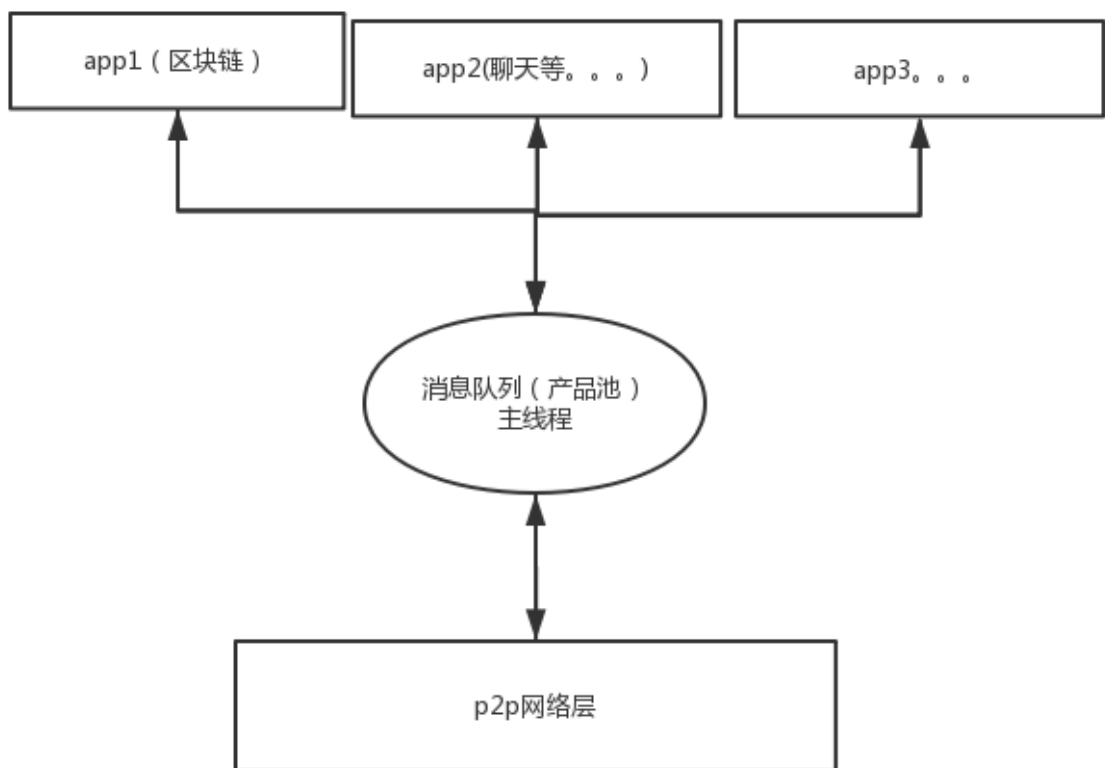 app1（区块链）
app2(聊天等。。。)
app3。。。
消息队列（产品池）
主线程
p2p网络层